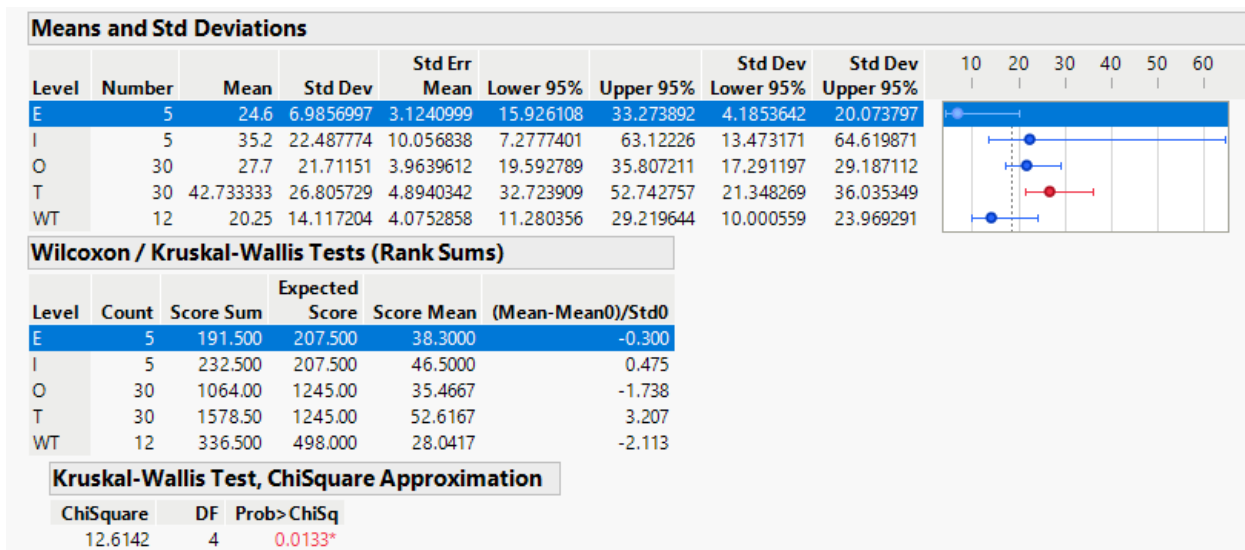 Means and Std Deviations
Std Err Std Dev Std Dev 10 20 30 40 50 60
Level Number Mean Std Dev Mean Lower 95% Upper 95% Lower 95% Upper 95%
E 5 24.6 6.9856997 3.1240999 15.926108 33.273892 4.1853642 20.073797
I 5 35.2 22.487774 10.056838 7.2777401 63.12226 13.473171 64.619871
O 30 27.7 21.71151 3.9639612 19.592789 35.807211 17.291197 29.187112
T 30 42.733333 26.805729 4.8940342 32.723909 52.742757 21.348269 36.035349
WT 12 20.25 14.117204 4.0752858 11.280356 29.219644 10.000559 23.969291
Wilcoxon / Kruskal-Wallis Tests (Rank Sums)
Expected
Level Count Score Sum Score Score Mean (Mean-Mean0)/Std0
E 5 191.500 207.500 38.3000 -0.300
I 5 232.500 207.500 46.5000 0.475
O 30 1064.00 1245.00 35.4667 -1.738
T 30 1578.50 1245.00 52.6167 3.207
WT 12 336.500 498.000 28.0417 -2.113
Kruskal-Wallis Test, ChiSquare Approximation
ChiSquare DF Prob>ChiSq
12.6142 4 0.0133*